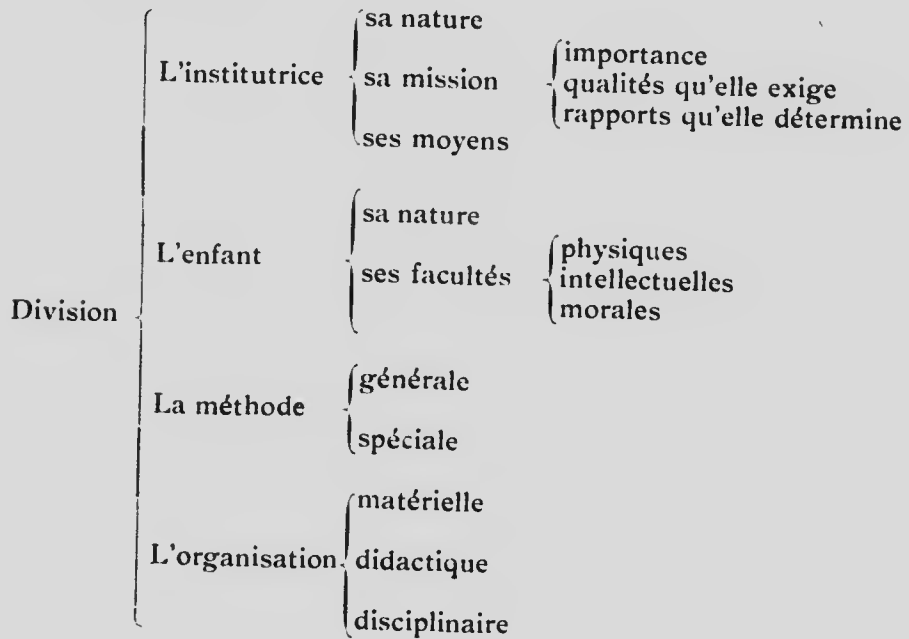 Division
L'institutrice
sa nature
sa mission
importance
qualités qu'elle exige
rapports qu'elle détermine
ses moyens
L'enfant
sa nature
ses facultés
physiques
intellectuelles
morales
La méthode
générale
spéciale
L'organisation
matérielle
didactique
disciplinaire